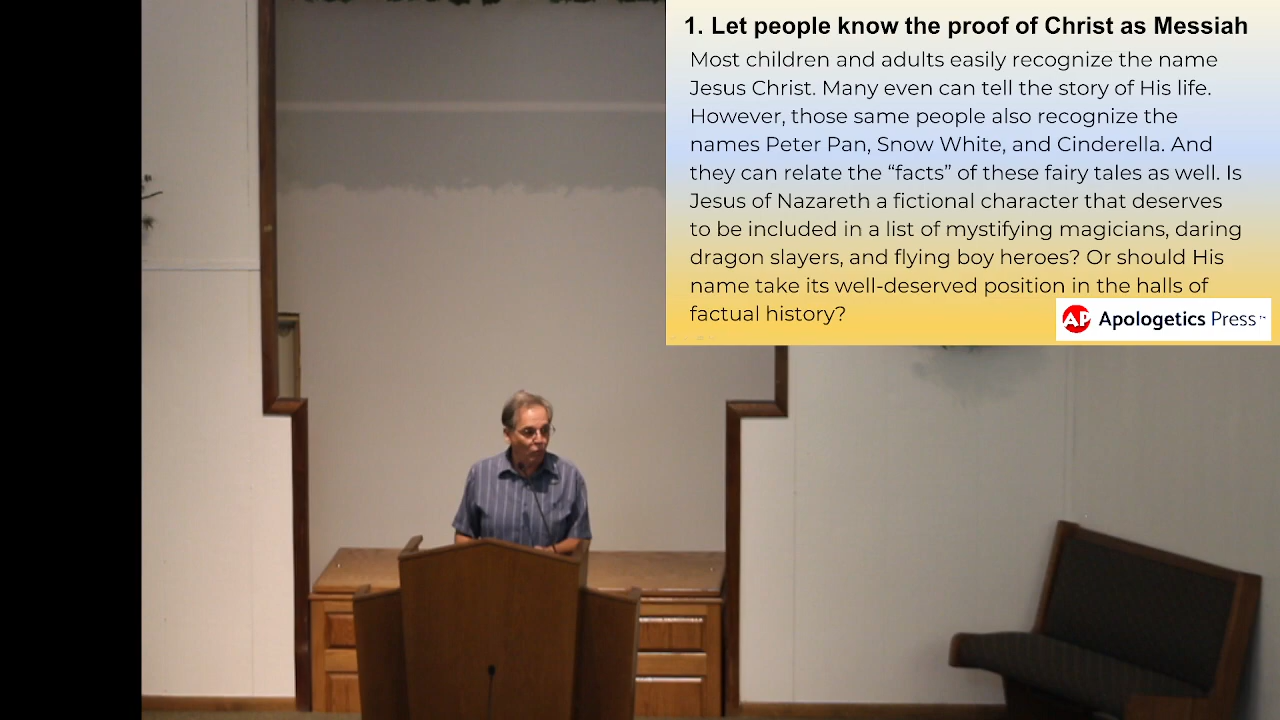 1. Let people know the proof of Christ as Messiah
Most children and adults easily recognize the name
Jesus Christ. Many even can tell the story of His life.
However, those same people also recognize the
names Peter Pan, Snow White, and Cinderella. And
they can relate the “facts” of these fairy tales as well. Is
Jesus of Nazareth a fictional character that deserves
to be included in a list of mystifying magicians, daring
dragon slayers, and flying boy heroes? Or should His
name take its well-deserved position in the halls of
factual history?
AP Apologetics Press™